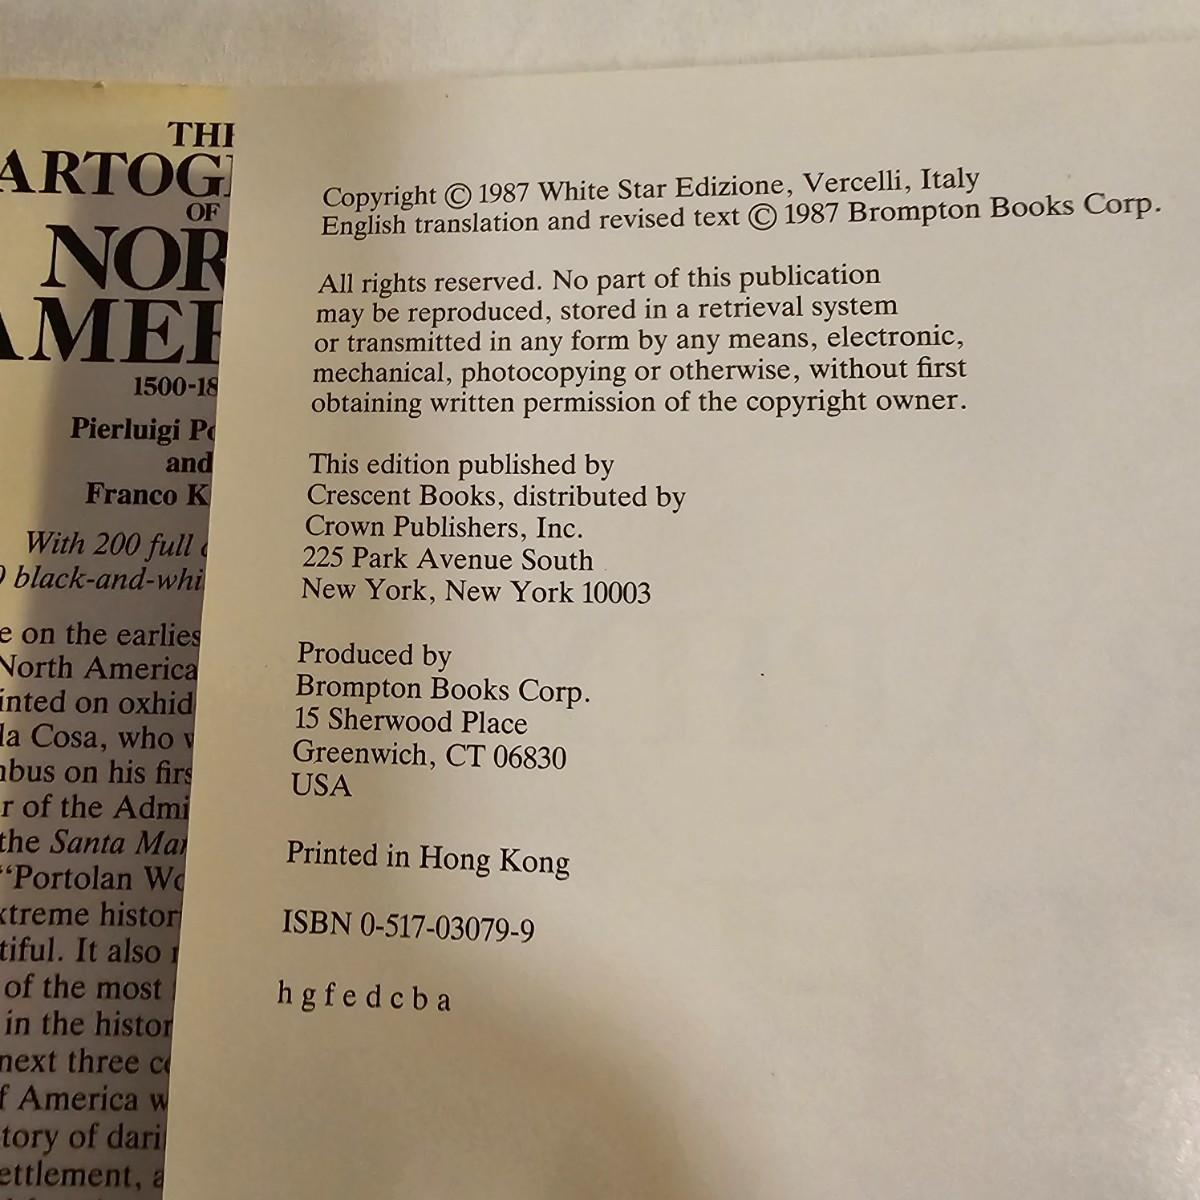 THE
ARTOG
OF
NOR
AMER
1500-18
Pierluigi Po
and
Franco K
With 200 full
black-and-whi
e on the earlies
North America
inted on oxhid
la Cosa, who
bus on his firs
r of the Admi
the Santa Mar
“Portolan Wo
xtreme histor
tiful. It also
of the most
in the histor
next three ce
f America w
tory of dari
ettlement, a
Copyright © 1987 White Star Edizione, Vercelli, Italy
English translation and revised text © 1987 Brompton Books Corp.
All rights reserved. No part of this publication
may be reproduced, stored in a retrieval system
or transmitted in any form by any means, electronic,
mechanical, photocopying or otherwise, without first
obtaining written permission of the copyright owner.
This edition published by
Crescent Books, distributed by
Crown Publishers, Inc.
225 Park Avenue South
New York, New York 10003
Produced by
Brompton Books Corp.
15 Sherwood Place
Greenwich, CT 06830
USA
Printed in Hong Kong
ISBN 0-517-03079-9
h g f e d c b a